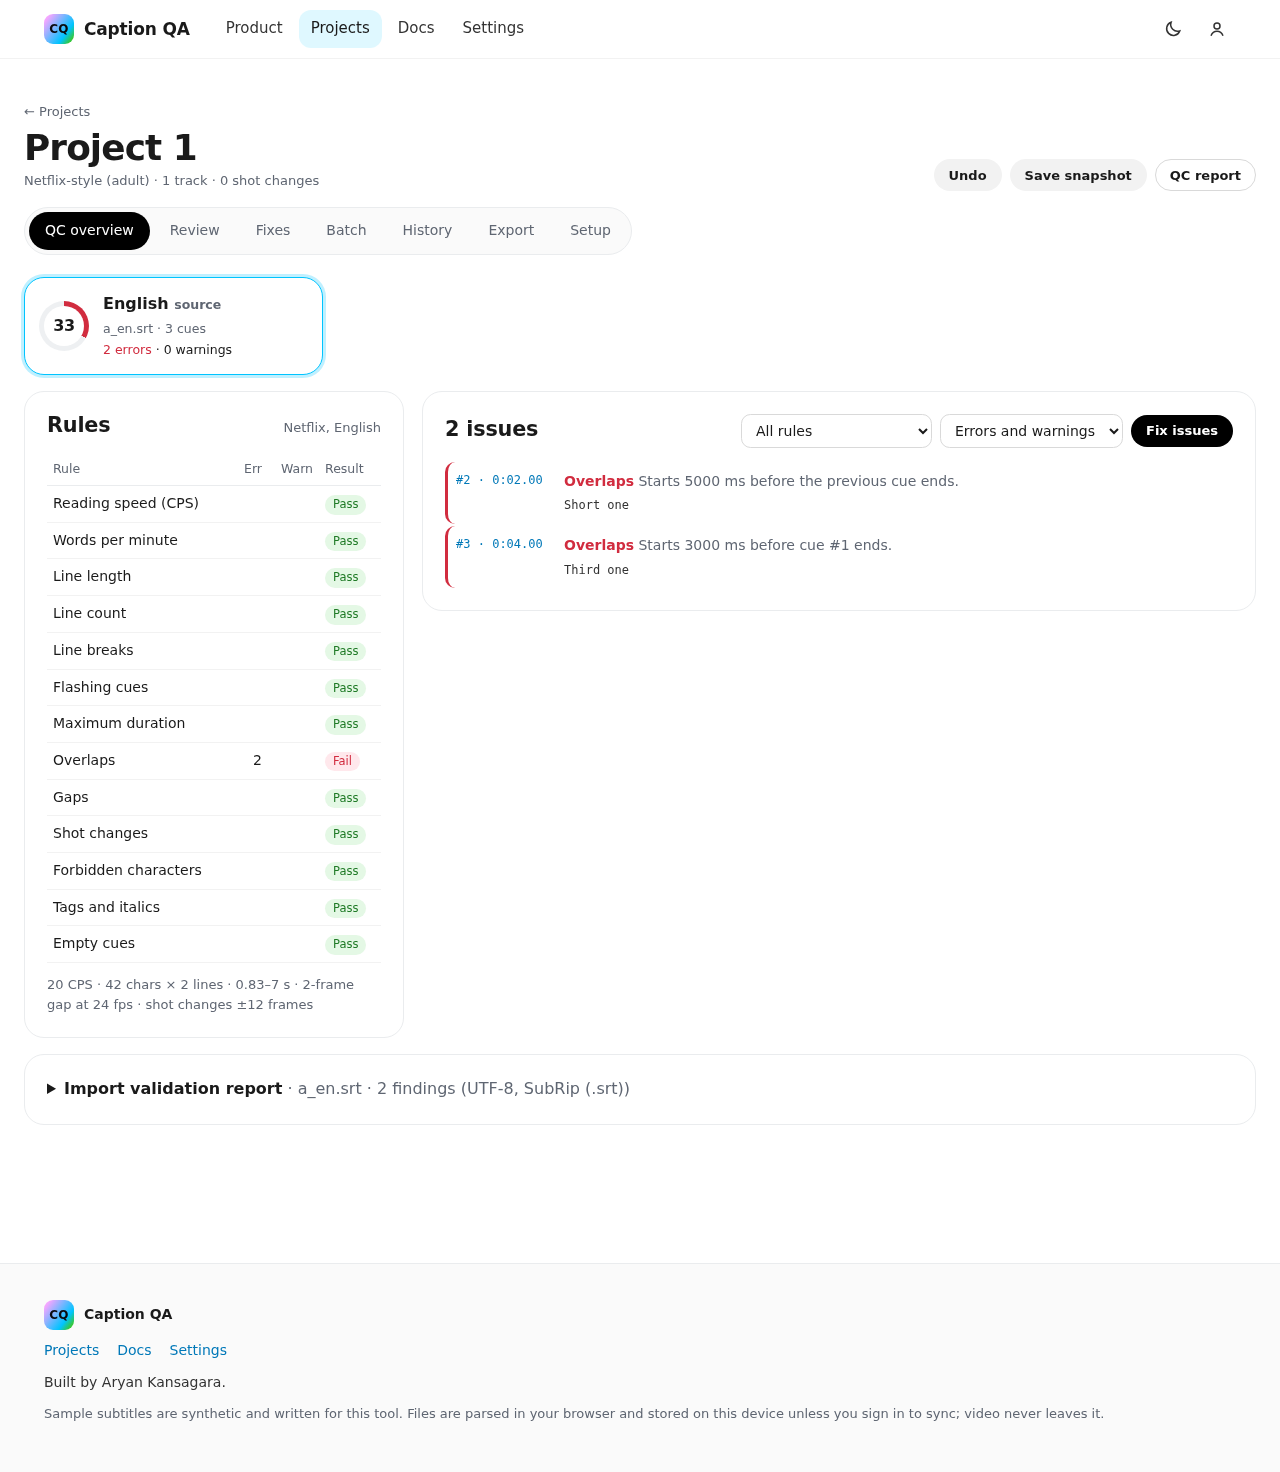 CQ Caption QA Product Projects Docs Settings
← Projects
Project 1
Netflix-style (adult) · 1 track · 0 shot changes
Undo Save snapshot QC report
QC overview Review Fixes Batch History Export Setup
33
English source
a_en.srt · 3 cues
2 errors · 0 warnings
Rules
Netflix, English
Rule Err Warn Result
Reading speed (CPS) Pass
Words per minute Pass
Line length Pass
Line count Pass
Line breaks Pass
Flashing cues Pass
Maximum duration Pass
Overlaps 2 Fail
Gaps Pass
Shot changes Pass
Forbidden characters Pass
Tags and italics Pass
Empty cues Pass
20 CPS · 42 chars × 2 lines · 0.83–7 s · 2-frame
gap at 24 fps · shot changes ±12 frames
2 issues
All rules Errors and warnings Fix issues
#2 · 0:02.00 Overlaps Starts 5000 ms before the previous cue ends.
Short one
#3 · 0:04.00 Overlaps Starts 3000 ms before cue #1 ends.
Third one
Import validation report · a_en.srt · 2 findings (UTF-8, SubRip (.srt))
CQ Caption QA
Projects Docs Settings
Built by Aryan Kansagara.
Sample subtitles are synthetic and written for this tool. Files are parsed in your browser and stored on this device unless you sign in to sync; video never leaves it.